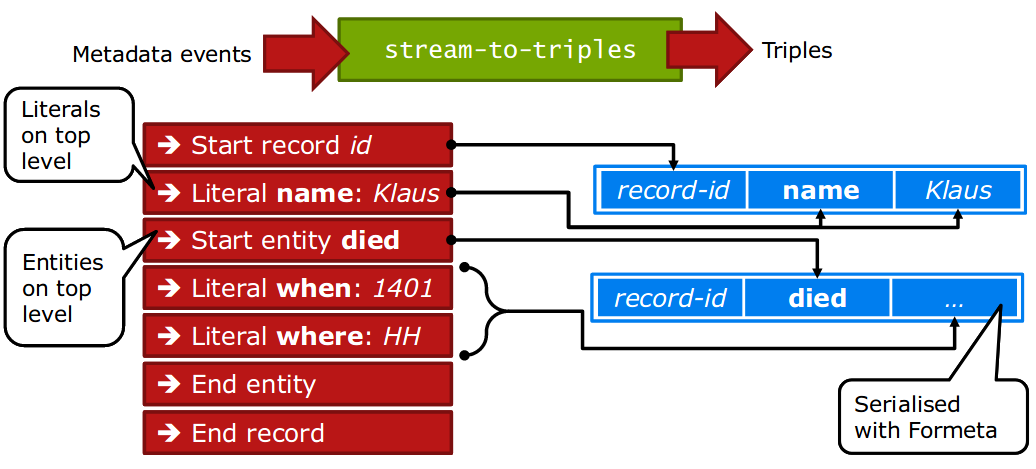 Metadata events
stream-to-triples
Triples
Literals
on top
level
➔ Start record id
➔ Literal name: Klaus
➔ Start entity died
➔ Literal when: 1401
➔ Literal where: HH
➔ End entity
➔ End record
Entities
on top
level
record-id name Klaus
record-id died ...
Serialised
with Formeta